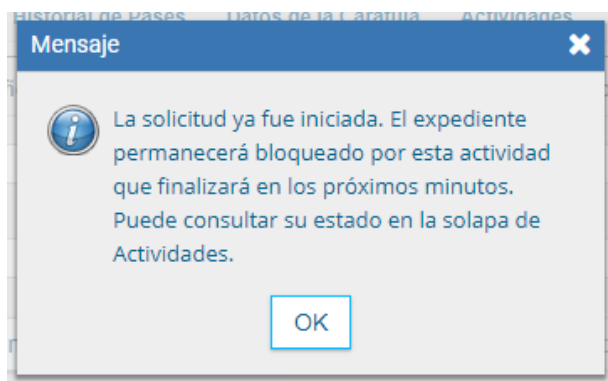 Historial de Pases Datos de la Carátula Actividades
Mensaje
La solicitud ya fue iniciada. El expediente
permanecerá bloqueado por esta actividad
que finalizará en los próximos minutos.
Puede consultar su estado en la solapa de
Actividades.
OK